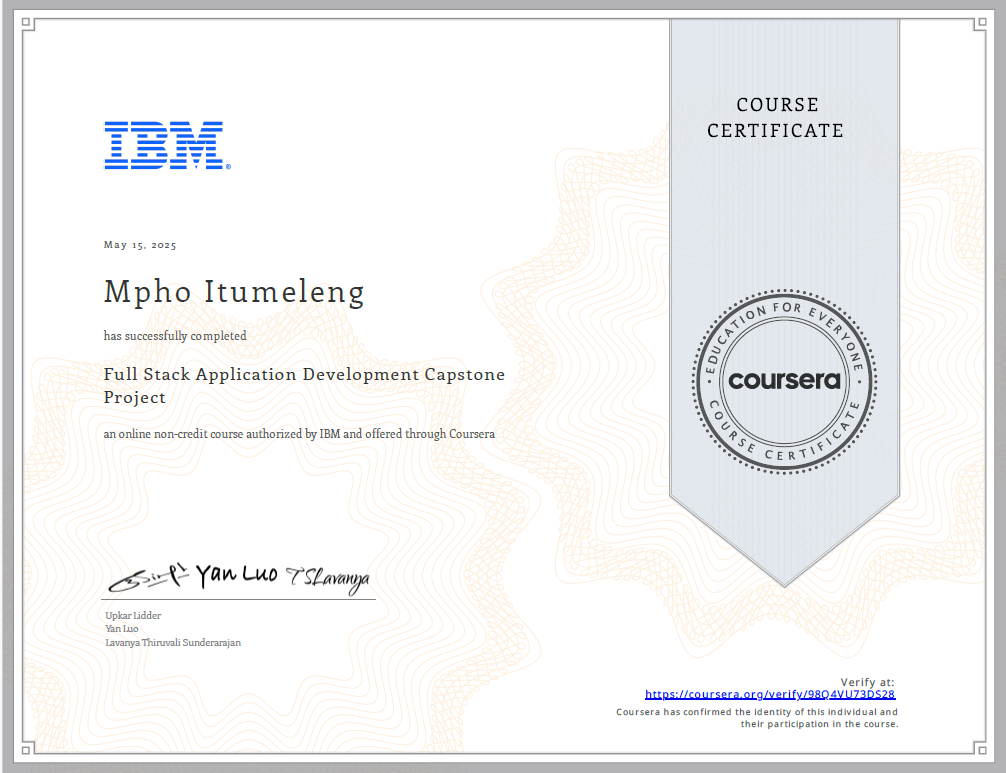 COURSE
CERTIFICATE
IBM®
May 15, 2025
Mpho Itumeleng
has successfully completed
Full Stack Application Development Capstone
Project
an online non-credit course authorized by IBM and offered through Coursera
EDUCATION FOR EVERYONE
coursera
COURSE CERTIFICATE
Yan Luo TSLavanya
Upkar Lidder
Yan Luo
Lavanya Thiruvali Sunderarajan
Verify at:
https://coursera.org/verify/98Q4VU73DS28
Coursera has confirmed the identity of this individual and
their participation in the course.